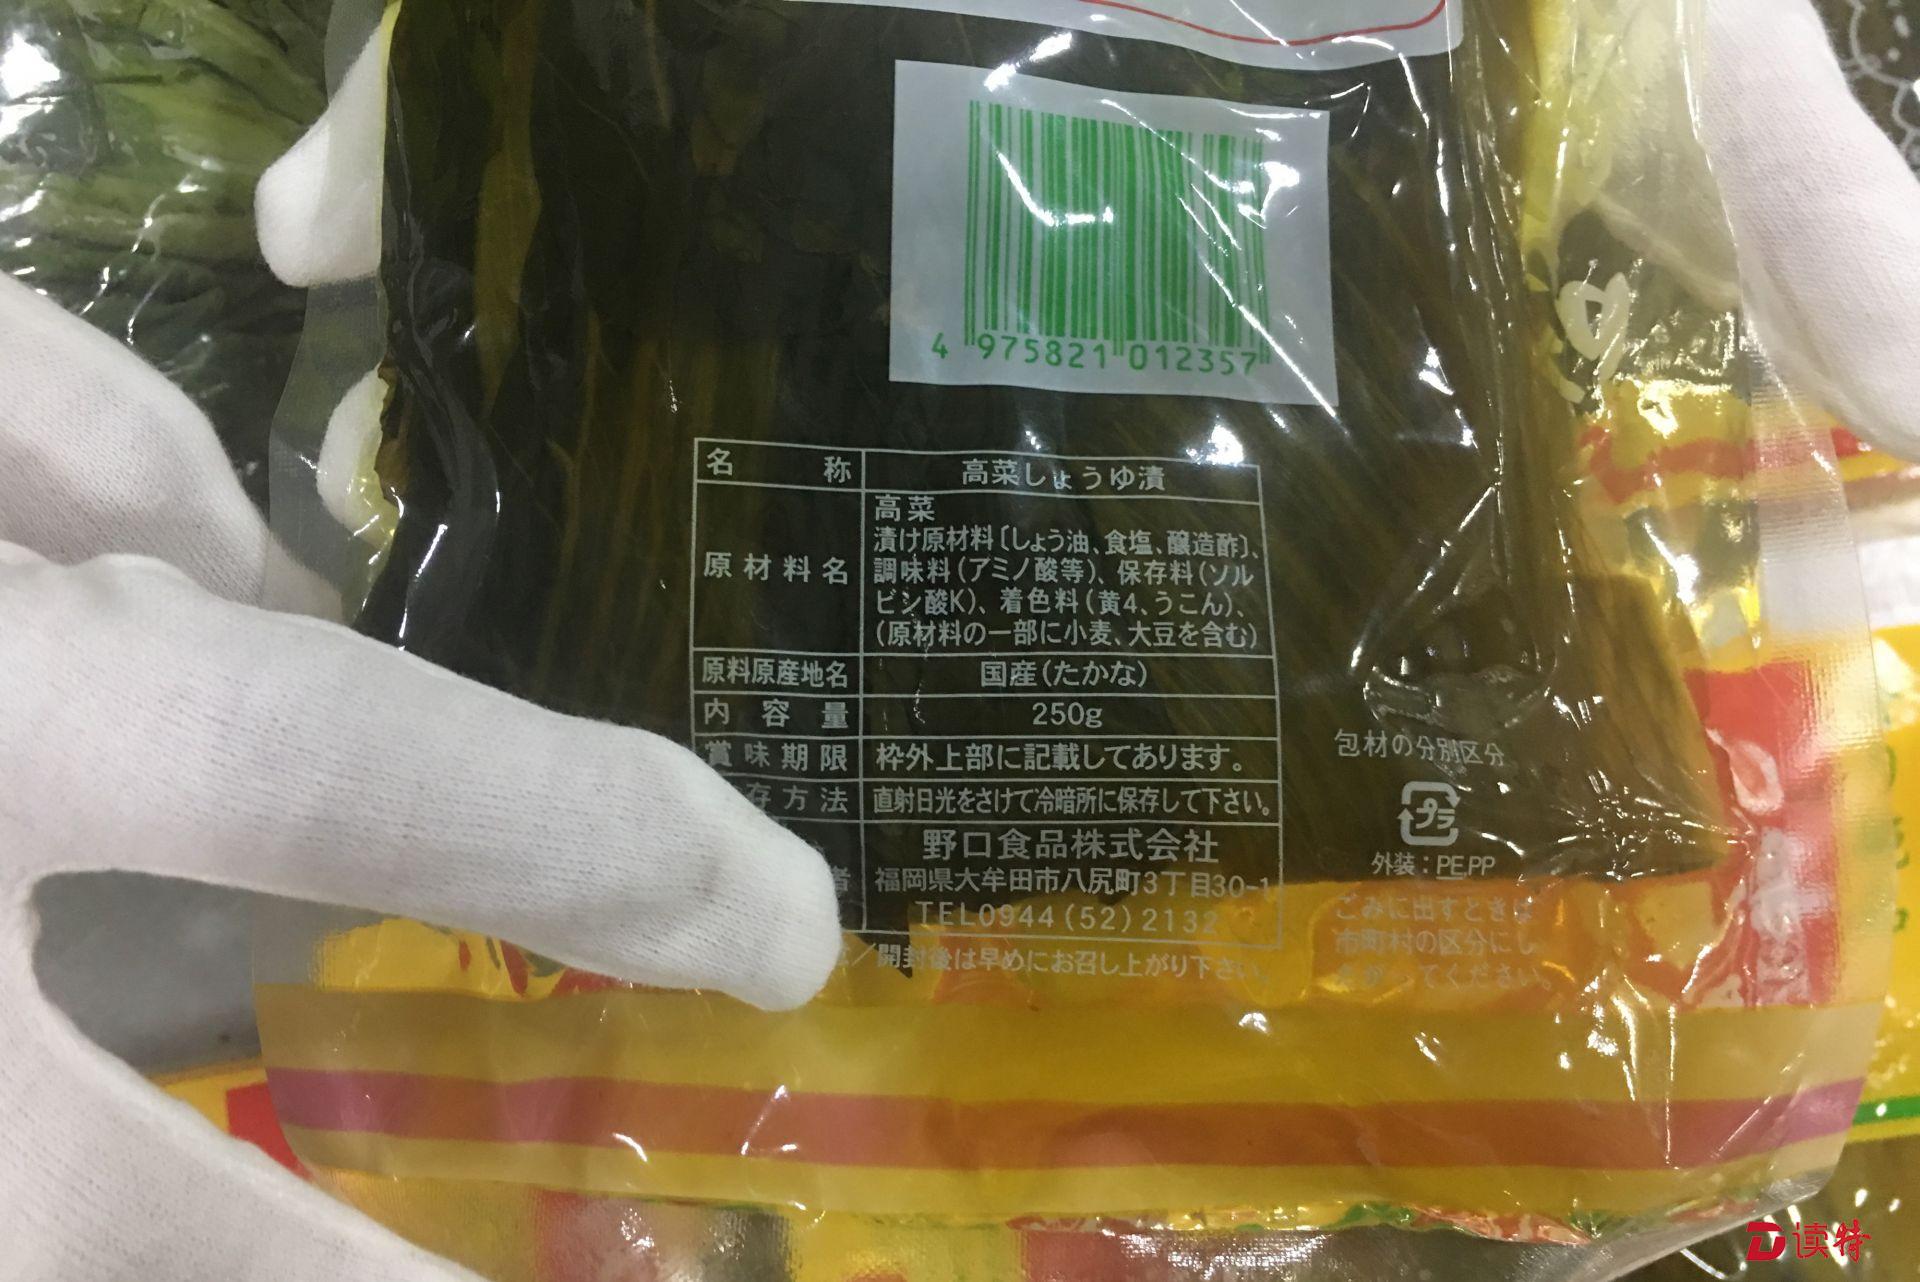 4 975821 012357
名称 高菜しょうゆ漬
原材料名 高菜
漬け原材料〔しょう油、食塩、醸造酢〕、
調味料(アミノ酸等)、保存料(ソル
ビン酸K)、着色料(黄4、うこん)、
(原材料の一部に小麦、大豆を含む)
原料原産地名 国産(たかな)
内容量 250g
賞味期限 枠外上部に記載してあります。
存方法 直射日光をさけて冷暗所に保存して下さい。
者 野口食品株式会社
福岡県大牟田市八尻町3丁目30-1
TEL0944(52)2132
/開封後は早めにお召し上がり下さい。
包材の分別区分
プラ
外装:PE,PP
ごみに出すときは
市町村の区分にし
たがってください。
D读特